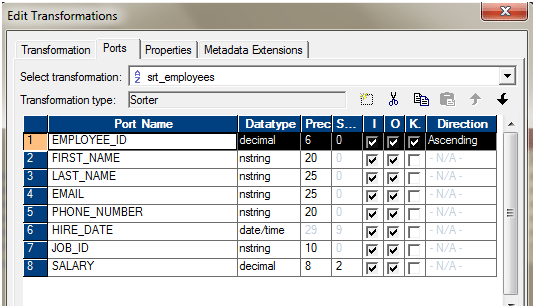 Edit Transformations
Transformation Ports Properties Metadata Extensions
Select transformation: srt_employees
Transformation type: Sorter
Port Name Datatype Prec S... I O K. Direction
1 EMPLOYEE_ID decimal 6 0 Ascending
2 FIRST_NAME nstring 20 0 - N/A -
3 LAST_NAME nstring 25 0 - N/A -
4 EMAIL nstring 25 0 - N/A -
5 PHONE_NUMBER nstring 20 0 - N/A -
6 HIRE_DATE date/time 29 9 - N/A -
7 JOB_ID nstring 10 0 - N/A -
8 SALARY decimal 8 2 - N/A -